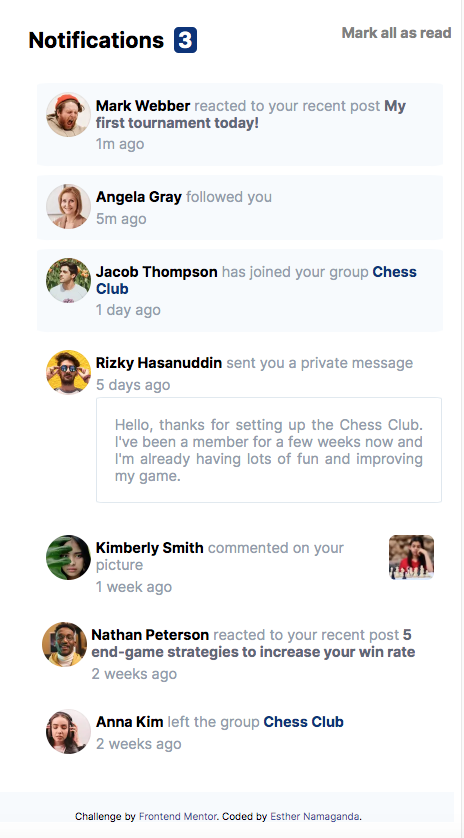 Notifications 3
Mark all as read
Mark Webber reacted to your recent post My
first tournament today!
1m ago
Angela Gray followed you
5m ago
Jacob Thompson has joined your group Chess
Club
1 day ago
Rizky Hasanuddin sent you a private message
5 days ago
Hello, thanks for setting up the Chess Club.
I've been a member for a few weeks now and
I'm already having lots of fun and improving
my game.
Kimberly Smith commented on your
picture
1 week ago
Nathan Peterson reacted to your recent post 5
end-game strategies to increase your win rate
2 weeks ago
Anna Kim left the group Chess Club
2 weeks ago
Challenge by Frontend Mentor. Coded by Esther Namaganda.